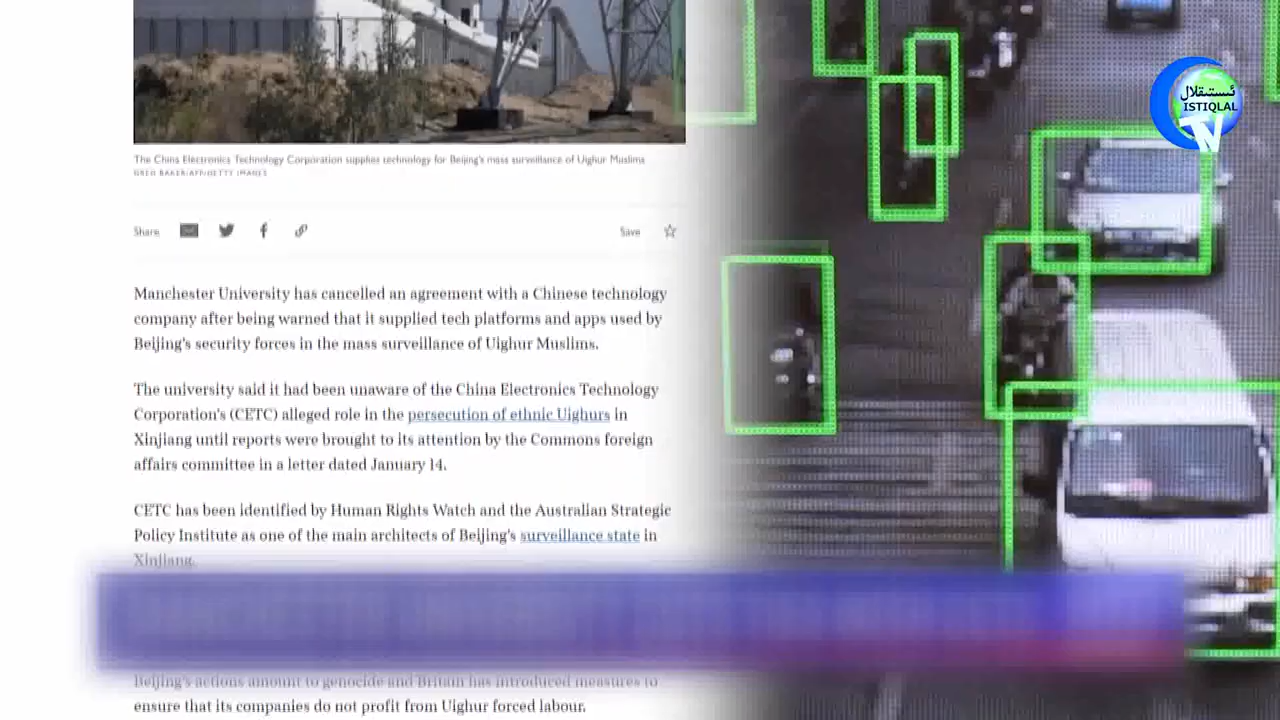 ئىستىقلال
ISTIQLAL
TV
The China Electronics Technology Corporation supplies technology for Beijing's mass surveillance of Uighur Muslims
GREG BAKER/AFP/GETTY IMAGES
Share
Save
Manchester University has cancelled an agreement with a Chinese technology
company after being warned that it supplied tech platforms and apps used by
Beijing's security forces in the mass surveillance of Uighur Muslims.
The university said it had been unaware of the China Electronics Technology
Corporation's (CETC) alleged role in the persecution of ethnic Uighurs in
Xinjiang until reports were brought to its attention by the Commons foreign
affairs committee in a letter dated January 14.
CETC has been identified by Human Rights Watch and the Australian Strategic
Policy Institute as one of the main architects of Beijing's surveillance state in
Xinjiang.
Beijing's actions amount to genocide and Britain has introduced measures to
ensure that its companies do not profit from Uighur forced labour.